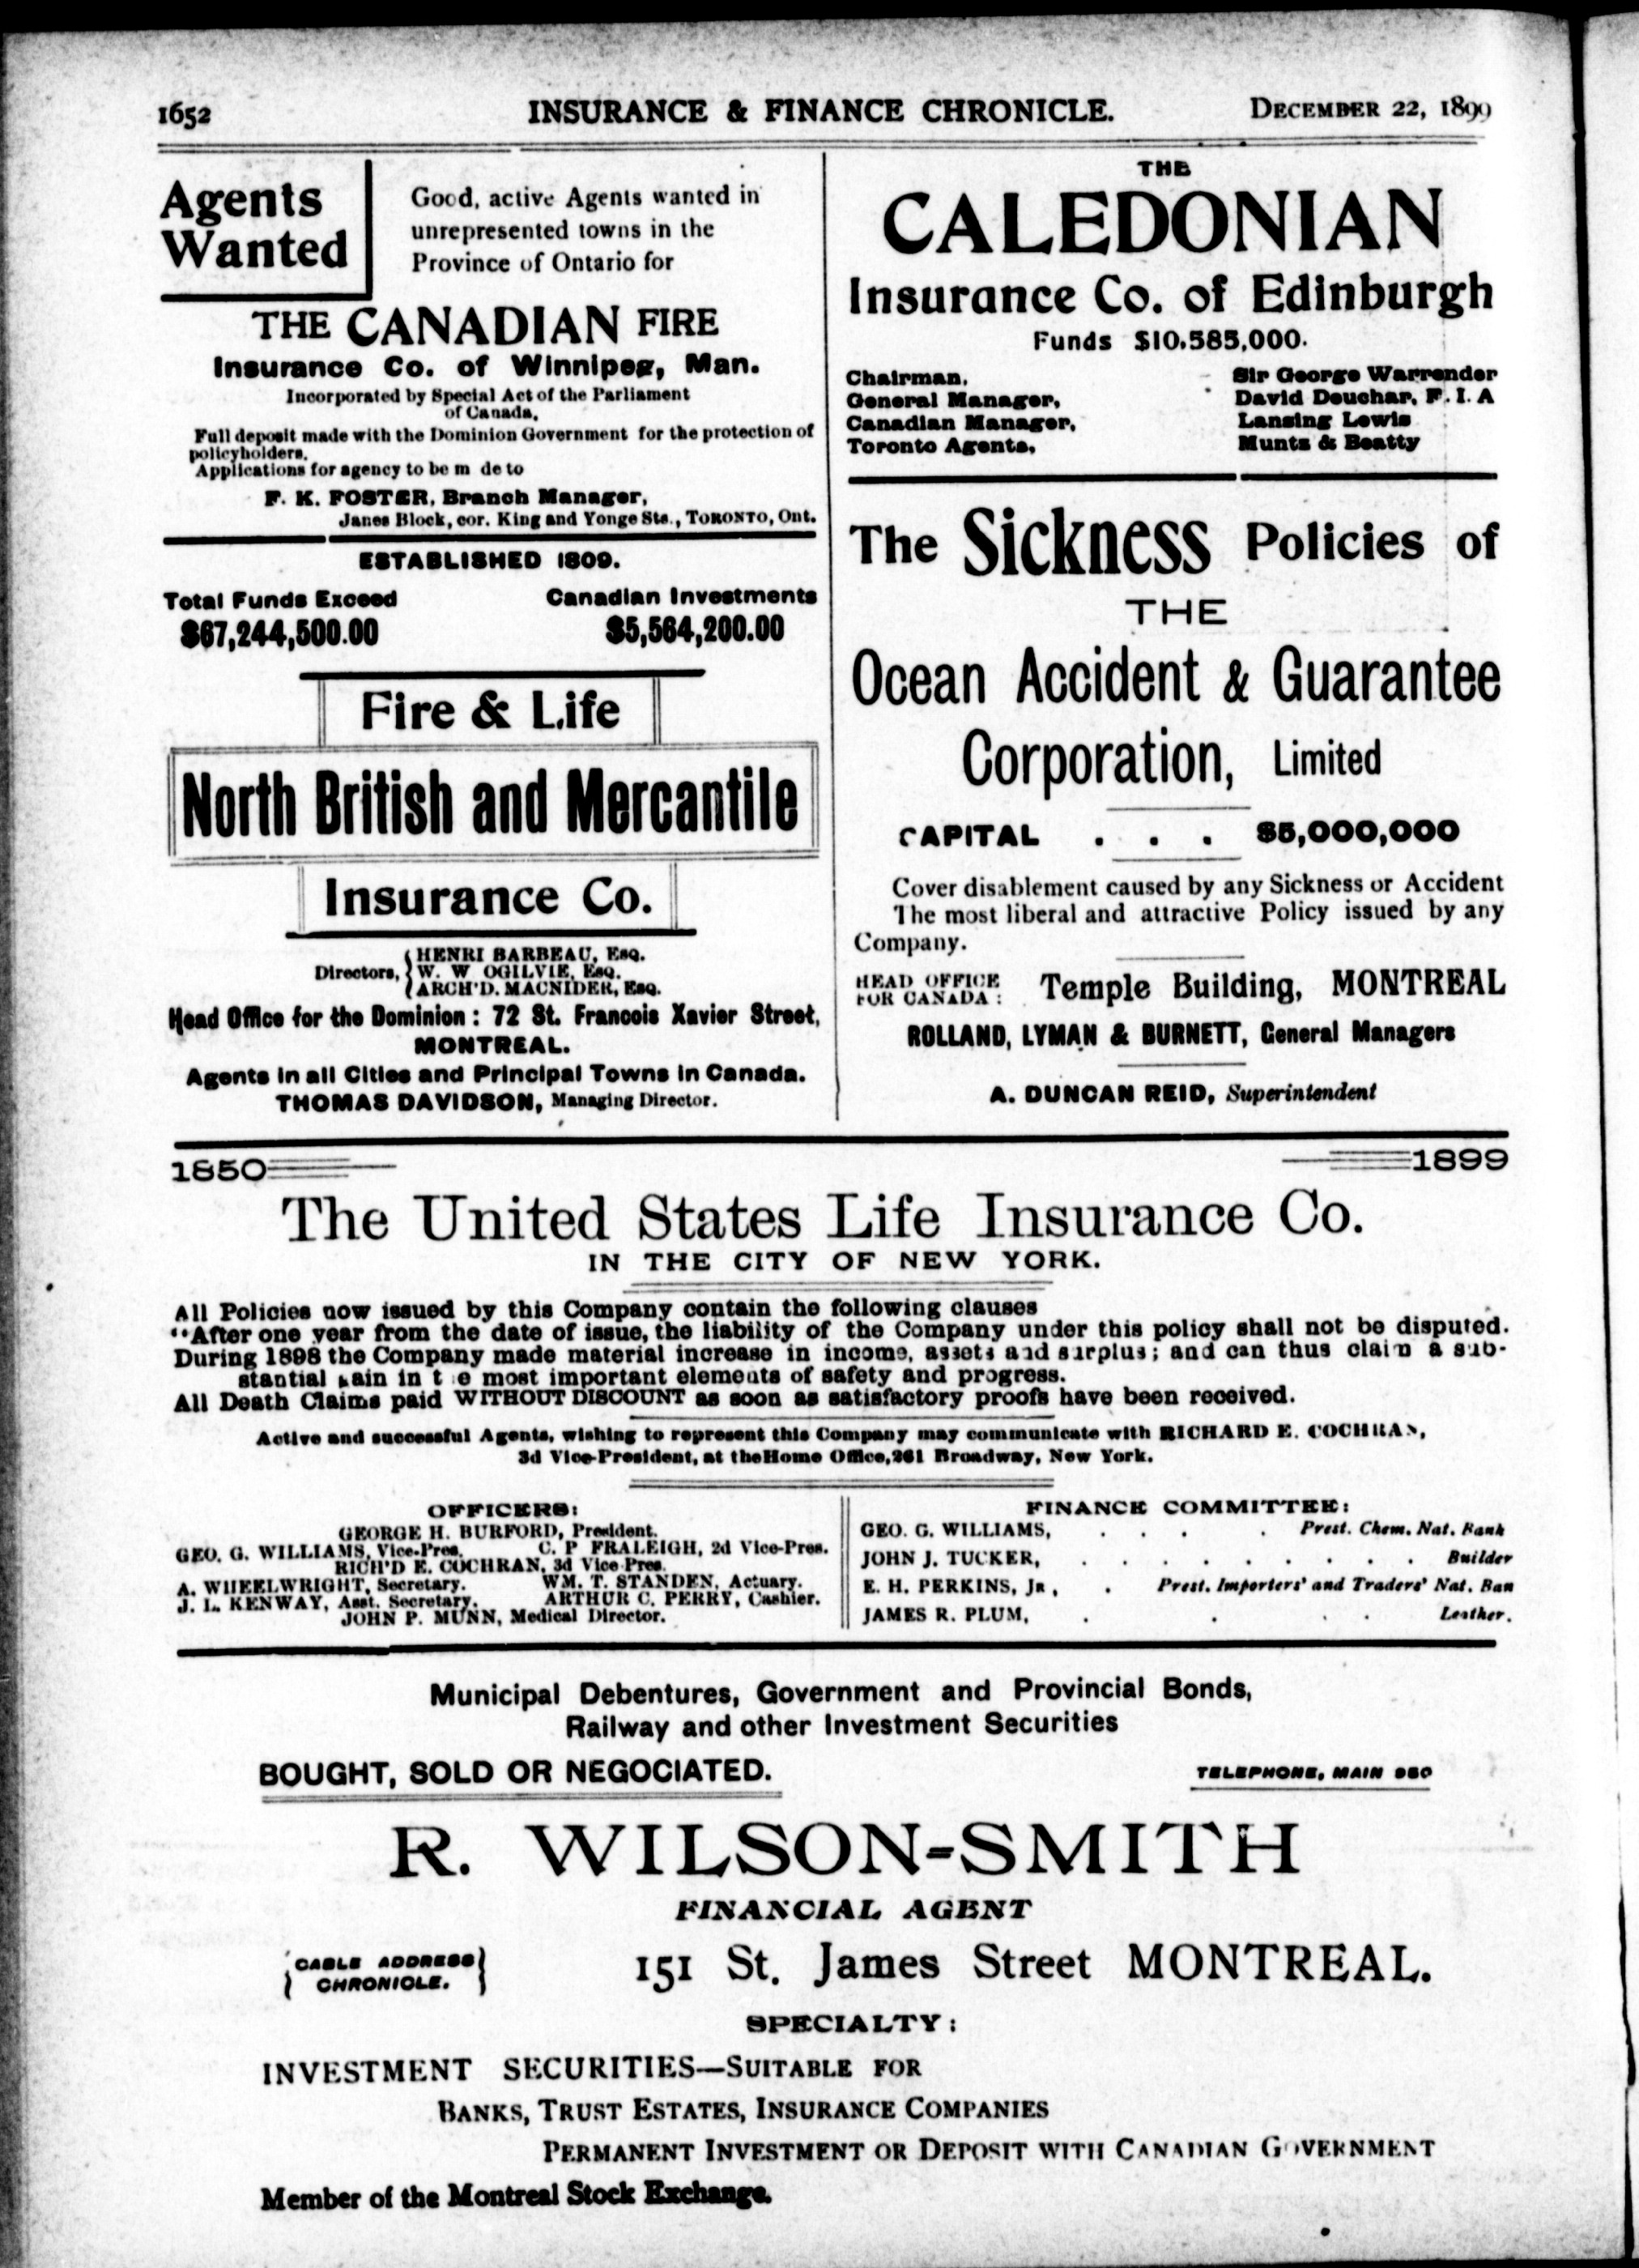 1652 INSURANCE & FINANCE CHRONICLE. DECEMBER 22, 1899
Agents
Wanted
Good, active Agents wanted in
unrepresented towns in the
Province of Ontario for
THE CANADIAN FIRE
Insurance Co. of Winnipeg, Man.
Incorporated by Special Act of the Parliament
of Canada.
Full deposit made with the Dominion Government for the protection of
policyholders.
Applications for agency to be m de to
F. K. FOSTER, Branch Manager,
Janes Block, cor. King and Yonge Sts., TORONTO, Ont.
ESTABLISHED 1809.
Total Funds Exceed Canadian Investments
$67,244,500.00 $5,564,200.00
Fire & Life
North British and Mercantile
Insurance Co.
Directors,
HENRI BARBEAU, Esq.
W. W OGILVIE, Esq.
ARCH'D. MACNIDER, Esq.
Head Office for the Dominion: 72 St. Francois Xavier Street,
MONTREAL.
Agents in all Cities and Principal Towns in Canada.
THOMAS DAVIDSON, Managing Director.
THE
CALEDONIAN
Insurance Co. of Edinburgh
Funds $10,585,000.
Chairman, Sir George Warrender
General Manager, David Deuchar, F. I. A
Canadian Manager, Lansing Lewis
Toronto Agents, Muntz & Beatty
The Sickness Policies of
THE
Ocean Accident & Guarantee
Corporation, Limited
CAPITAL . . . $5,000,000
Cover disablement caused by any Sickness or Accident
The most liberal and attractive Policy issued by any
Company.
HEAD OFFICE
FOR CANADA: Temple Building, MONTREAL
ROLLAND, LYMAN & BURNETT, General Managers
A. DUNCAN REID, Superintendent
1850 1899
The United States Life Insurance Co.
IN THE CITY OF NEW YORK.
All Policies now issued by this Company contain the following clauses
"After one year from the date of issue, the liability of the Company under this policy shall not be disputed.
During 1898 the Company made material increase in income, assets and surplus; and can thus claim a sub-
stantial gain in t e most important elements of safety and progress.
All Death Claims paid WITHOUT DISCOUNT as soon as satisfactory proofs have been received.
Active and successful Agents, wishing to represent this Company may communicate with RICHARD E. COCHRAN,
3d Vice-President, at the Home Office, 261 Broadway, New York.
OFFICERS:
GEORGE H. BURFORD, President.
GEO. G. WILLIAMS, Vice-Pres. C. P FRALEIGH, 2d Vice-Pres.
RICH'D E. COCHRAN, 3d Vice-Pres.
A. WHEELWRIGHT, Secretary. WM. T. STANDEN, Actuary.
J. L. KENWAY, Asst. Secretary. ARTHUR C. PERRY, Cashier.
JOHN P. MUNN, Medical Director.
FINANCE COMMITTEE:
GEO. G. WILLIAMS, . . . . Prest. Chem. Nat. Bank
JOHN J. TUCKER, . . . . . . . . . Builder
E. H. PERKINS, Jr, . Prest. Importers' and Traders' Nat. Ban
JAMES R. PLUM, . . . . Leather.
Municipal Debentures, Government and Provincial Bonds,
Railway and other Investment Securities
BOUGHT, SOLD OR NEGOCIATED. TELEPHONE, MAIN 950
R. WILSON-SMITH
FINANCIAL AGENT
CABLE ADDRESS
CHRONICLE.
151 St. James Street MONTREAL.
SPECIALTY:
INVESTMENT SECURITIES—SUITABLE FOR
BANKS, TRUST ESTATES, INSURANCE COMPANIES
PERMANENT INVESTMENT OR DEPOSIT WITH CANADIAN GOVERNMENT
Member of the Montreal Stock Exchange.